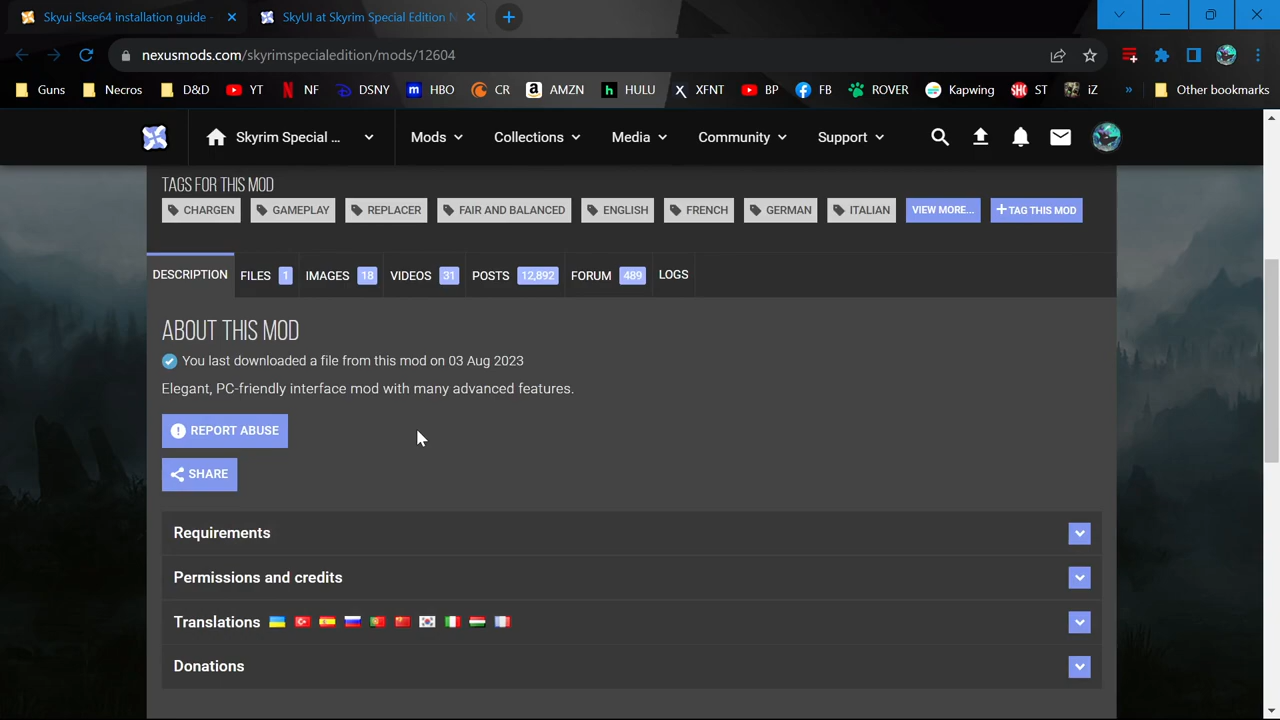 Skyui Skse64 installation guide -
SkyUI at Skyrim Special Edition N
nexusmods.com/skyrimspecialedition/mods/12604
Guns Necros D&D YT NF DSNY HBO CR AMZN HULU XFNT BP FB ROVER Kapwing ST iZ » Other bookmarks
Skyrim Special ... Mods Collections Media Community Support
TAGS FOR THIS MOD
CHARGEN GAMEPLAY REPLACER FAIR AND BALANCED ENGLISH FRENCH GERMAN ITALIAN VIEW MORE... +TAG THIS MOD
DESCRIPTION FILES 1 IMAGES 18 VIDEOS 31 POSTS 12,892 FORUM 489 LOGS
ABOUT THIS MOD
You last downloaded a file from this mod on 03 Aug 2023
Elegant, PC-friendly interface mod with many advanced features.
REPORT ABUSE
SHARE
Requirements
Permissions and credits
Translations
Donations